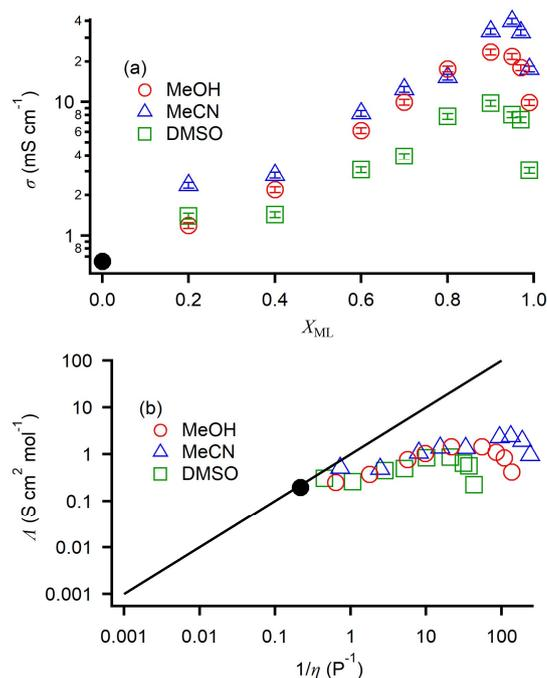 4
2
10
8
6
4
2
1
8
σ (mS cm⁻¹)
(a)
MeOH
MeCN
DMSO
0.0 0.2 0.4 0.6 0.8 1.0
X_ML
100
10
1
0.1
0.01
0.001
Λ (S cm² mol⁻¹)
(b)
MeOH
MeCN
DMSO
0.001 0.01 0.1 1 10 100
1/η (P⁻¹)